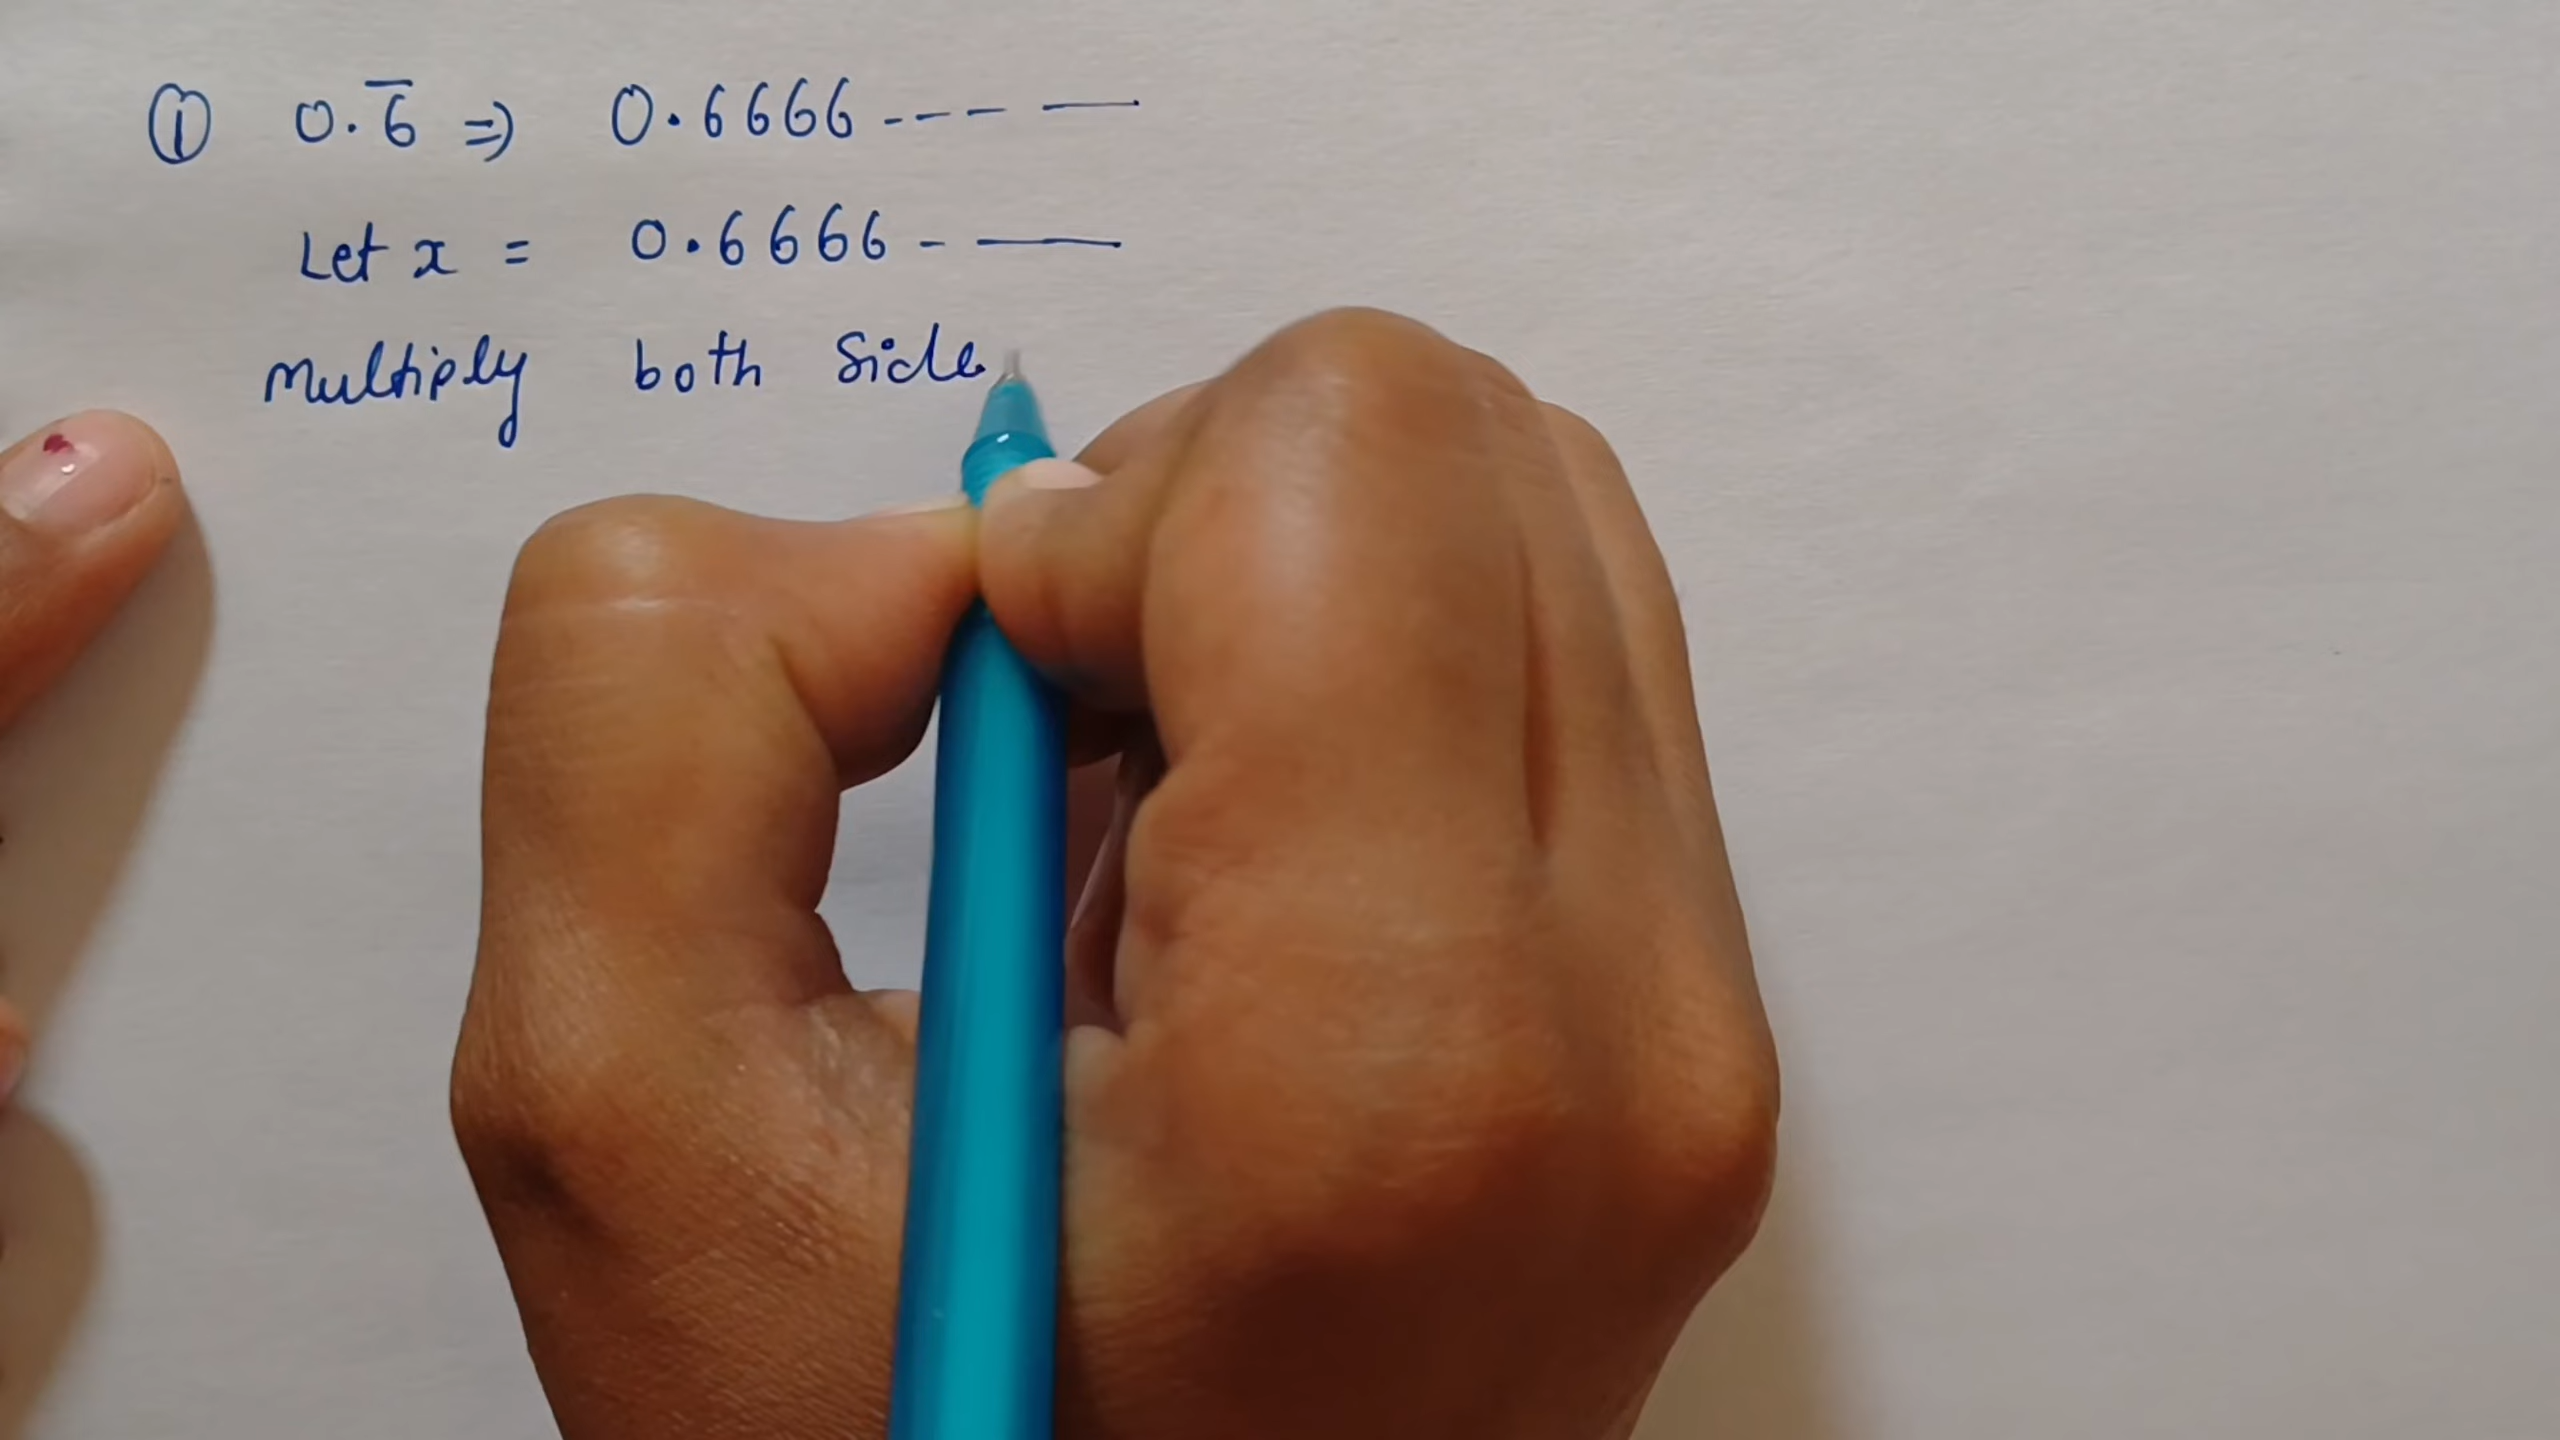 ① 0.6̅ ⇒ 0.6666 ---- —
Let x = 0.6666 - —
Multiply both side